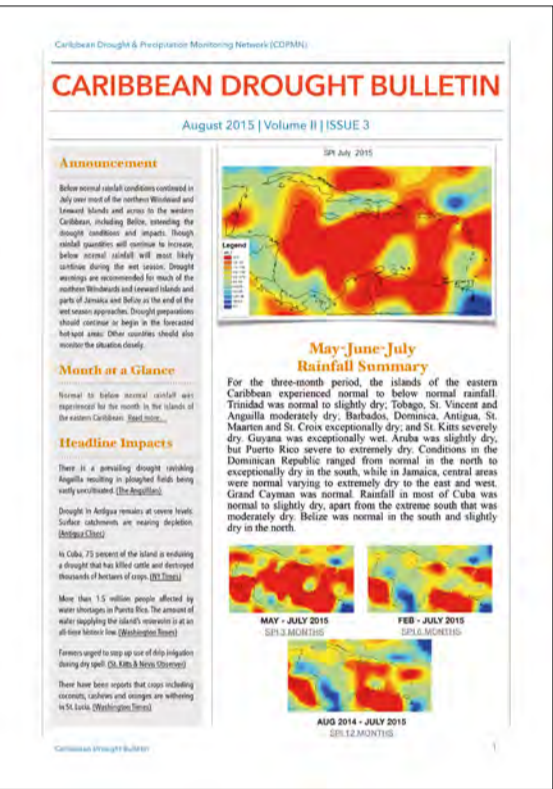 Caribbean Drought & Precipitation Monitoring Network (CDPMN)
CARIBBEAN DROUGHT BULLETIN
August 2015 | Volume II | ISSUE 3
Announcement
Below normal rainfall conditions continued in
July over most of the northern Windward and
Leeward Islands and across to the western
Caribbean, including Belize, extending the
drought conditions and impacts. Though
rainfall quantities will continue to increase,
below normal rainfall will most likely
continue during the wet season. Drought
warnings are recommended for much of the
northern Windwards and Leeward Islands and
parts of Jamaica and Belize as the end of the
wet season approaches. Drought preparations
should continue or begin in the forecasted
hot-spot areas. Other countries should also
monitor the situation closely.
Month at a Glance
Normal to below normal rainfall was
experienced for the month in the islands of
the eastern Caribbean. Read more...
Headline Impacts
There is a prevailing drought ravishing
Anguilla resulting in ploughed fields being
vastly uncultivated. (The Anguillian)
Drought in Antigua remains at severe levels.
Surface catchments are nearing depletion.
(Antigua Chron)
In Cuba, 75 percent of the island is enduring
a drought that has killed cattle and destroyed
thousands of hectares of crops. (NY Times)
More than 1.5 million people affected by
water shortages in Puerto Rico. The amount of
water supplying the island's reservoirs is at an
all-time historic low. (Washington Times)
Farmers urged to step up use of drip irrigation
during dry spell. (St. Kitts & Nevis Observer)
There have been reports that crops including
coconuts, cashews and oranges are withering
in St. Lucia. (Washington Times)
SPI July 2015
Legend
May-June-July
Rainfall Summary
For the three-month period, the islands of the eastern
Caribbean experienced normal to below normal rainfall.
Trinidad was normal to slightly dry; Tobago, St. Vincent and
Anguilla moderately dry; Barbados, Dominica, Antigua, St.
Maarten and St. Croix exceptionally dry; and St. Kitts severely
dry. Guyana was exceptionally wet. Aruba was slightly dry,
but Puerto Rico severe to extremely dry. Conditions in the
Dominican Republic ranged from normal in the north to
exceptionally dry in the south, while in Jamaica, central areas
were normal varying to extremely dry to the east and west.
Grand Cayman was normal. Rainfall in most of Cuba was
normal to slightly dry, apart from the extreme south that was
moderately dry. Belize was normal in the south and slightly
dry in the north.
MAY - JULY 2015
SPI 3 MONTHS
FEB - JULY 2015
SPI 6 MONTHS
AUG 2014 - JULY 2015
SPI 12 MONTHS
Caribbean Drought Bulletin
1